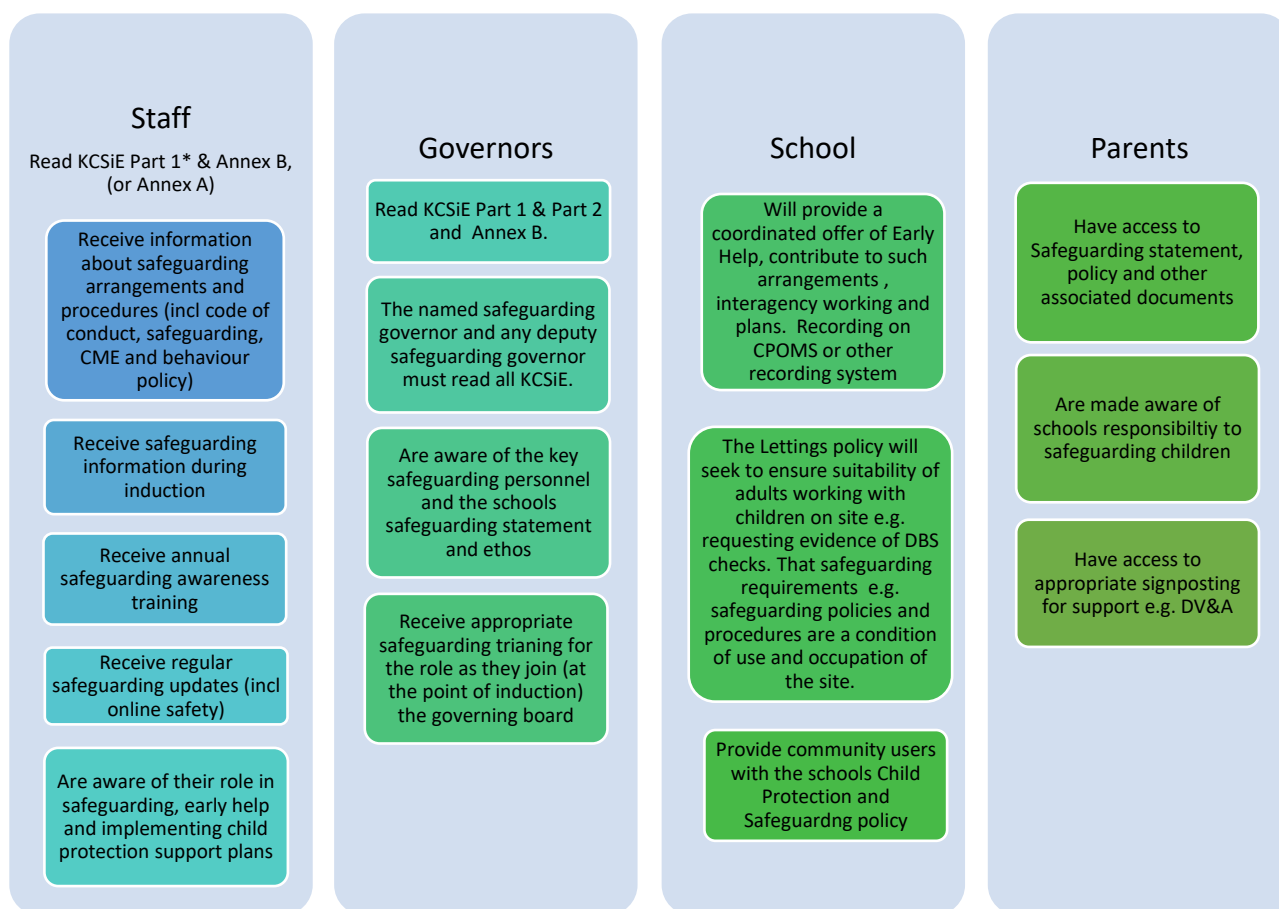 Staff
Read KCSiE Part 1* & Annex B,
(or Annex A)
Receive information
about safeguarding
arrangements and
procedures (incl code of
conduct, safeguarding,
CME and behaviour
policy)
Receive safeguarding
information during
induction
Receive annual
safeguarding awareness
training
Receive regular
safeguarding updates (incl
online safety)
Are aware of their role in
safeguarding, early help
and implementing child
protection support plans
Governors
Read KCSiE Part 1 & Part 2
and Annex B.
The named safeguarding
governor and any deputy
safeguarding governor
must read all KCSiE.
Are aware of the key
safeguarding personnel
and the schools
safeguarding statement
and ethos
Receive appropriate
safeguarding trianing for
the role as they join (at
the point of induction)
the governing board
School
Will provide a
coordinated offer of Early
Help, contribute to such
arrangements ,
interagency working and
plans. Recording on
CPOMS or other
recording system
The Lettings policy will
seek to ensure suitability of
adults working with
children on site e.g.
requesting evidence of DBS
checks. That safeguarding
requirements e.g.
safeguarding policies and
procedures are a condition
of use and occupation of
the site.
Provide community users
with the schools Child
Protection and
Safeguardng policy
Parents
Have access to
Safeguarding statement,
policy and other
associated documents
Are made aware of
schools responsibiltiy to
safeguarding children
Have access to
appropriate signposting
for support e.g. DV&A